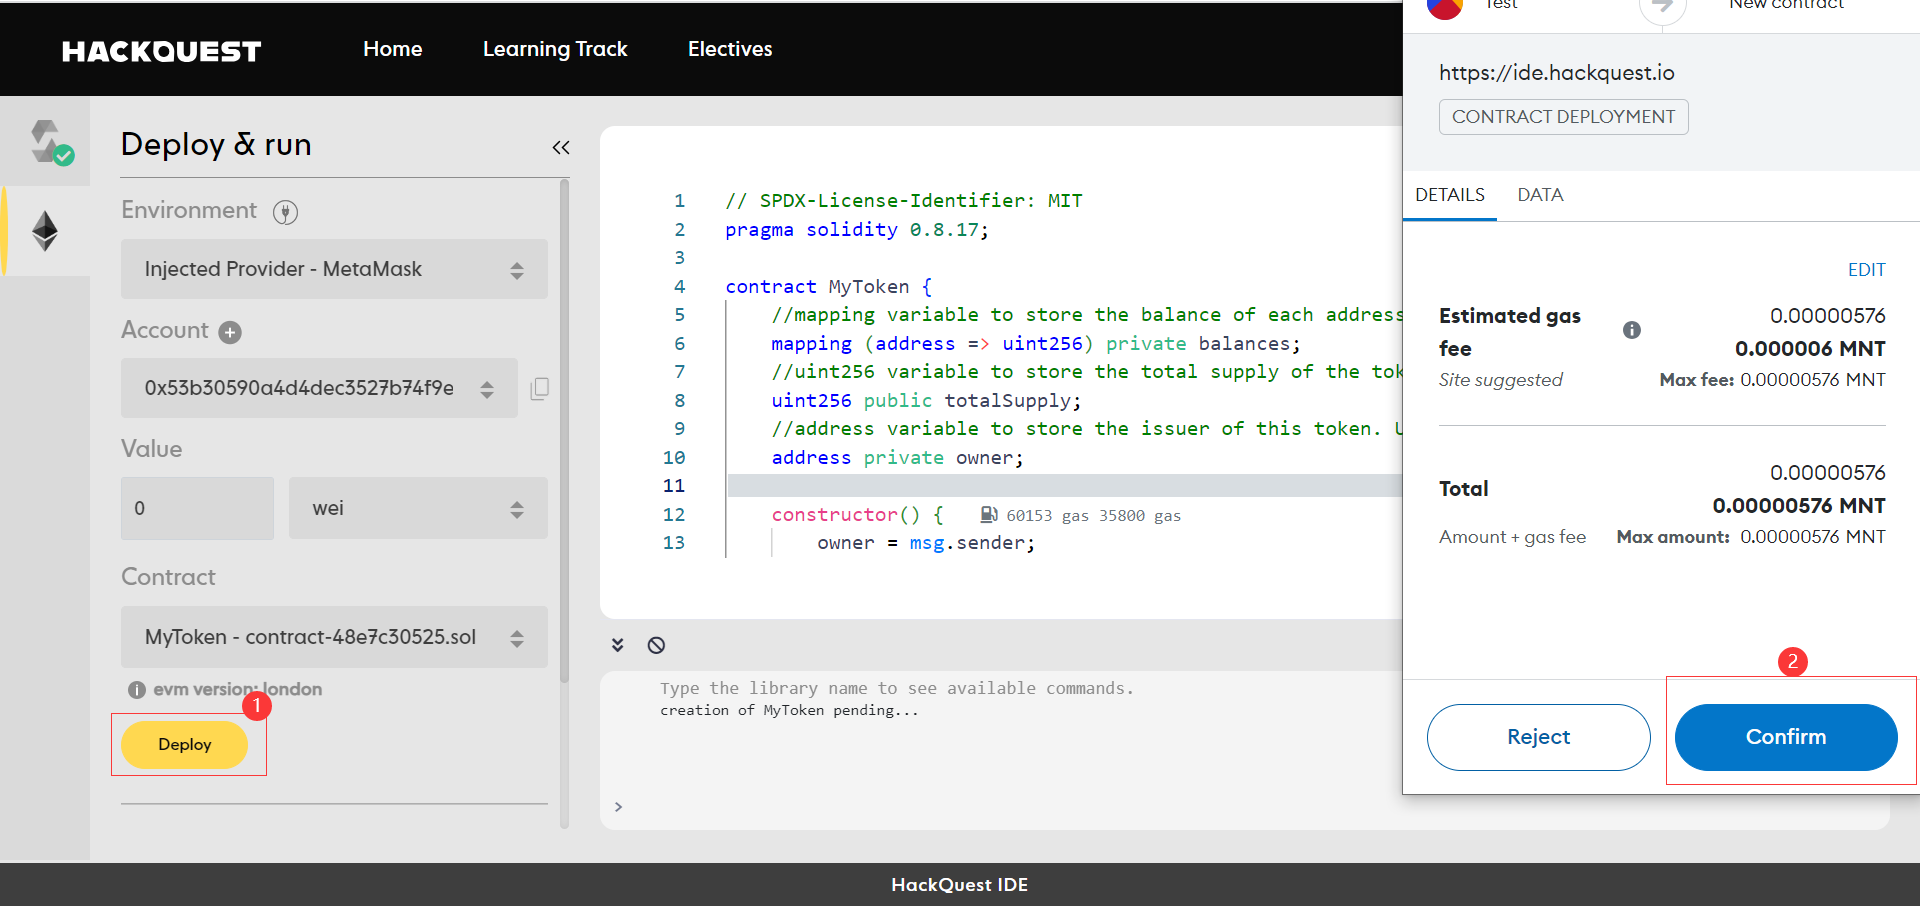 HACKQUEST
Home
Learning Track
Electives
Deploy & run
Environment
Injected Provider - MetaMask
Account
0x53b30590a4d4dec3527b74f9e
Value
0
wei
Contract
MyToken - contract-48e7c30525.sol
evm version: london
1
Deploy
1 // SPDX-License-Identifier: MIT
2 pragma solidity 0.8.17;
3
4 contract MyToken {
5 //mapping variable to store the balance of each address
6 mapping (address => uint256) private balances;
7 //uint256 variable to store the total supply of the tok
8 uint256 public totalSupply;
9 //address variable to store the issuer of this token. U
10 address private owner;
11
12 constructor() { 60153 gas 35800 gas
13 owner = msg.sender;
Type the library name to see available commands.
creation of MyToken pending...
>
Test
New contract
https://ide.hackquest.io
CONTRACT DEPLOYMENT
DETAILS
DATA
EDIT
Estimated gas fee
0.00000576
0.000006 MNT
Site suggested
Max fee: 0.00000576 MNT
Total
0.00000576
0.00000576 MNT
Amount + gas fee
Max amount: 0.00000576 MNT
2
Reject
Confirm
HackQuest IDE